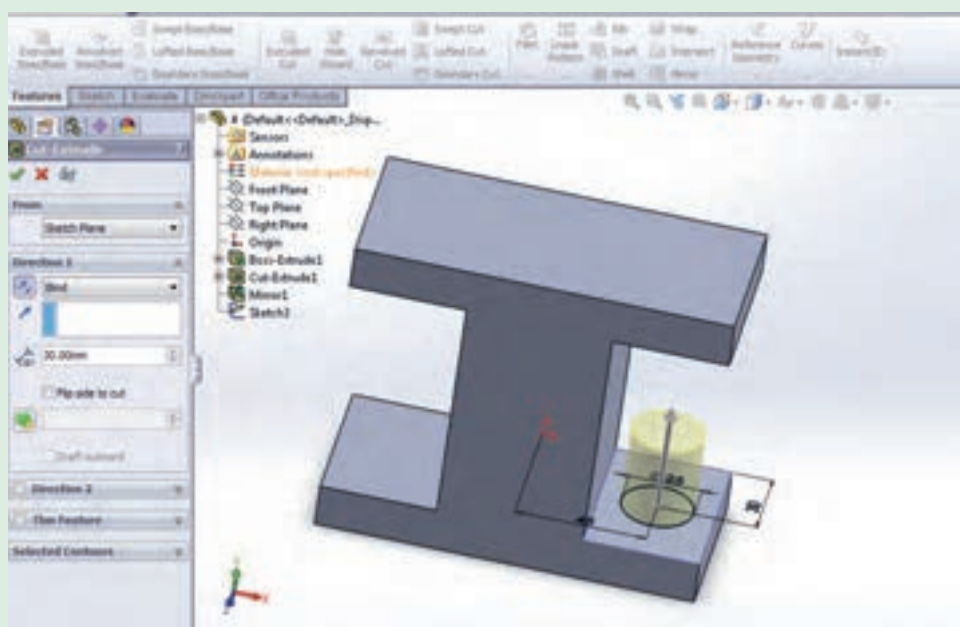 Extruded Boss/Base
Revolved Boss/Base
Swept Boss/Base
Lofted Boss/Base
Boundary Boss/Base
Extruded Cut
Hole Wizard
Revolved Cut
Swept Cut
Lofted Cut
Boundary Cut
Fillet
Linear Pattern
Rib
Draft
Shell
Wrap
Intersect
Mirror
Reference Geometry
Curves
Instant3D
Features
Sketch
Evaluate
DimXpert
Office Products
(Default<<Default>_Disp...
Sensors
Annotations
Material <not specified>
Front Plane
Top Plane
Right Plane
Origin
Boss-Extrude1
Cut-Extrude1
Mirror1
Sketch3
Cut-Extrude
?
From
Sketch Plane
Direction 1
Blind
30.00mm
Flip side to cut
Draft outward
Direction 2
Thin Feature
Selected Contours